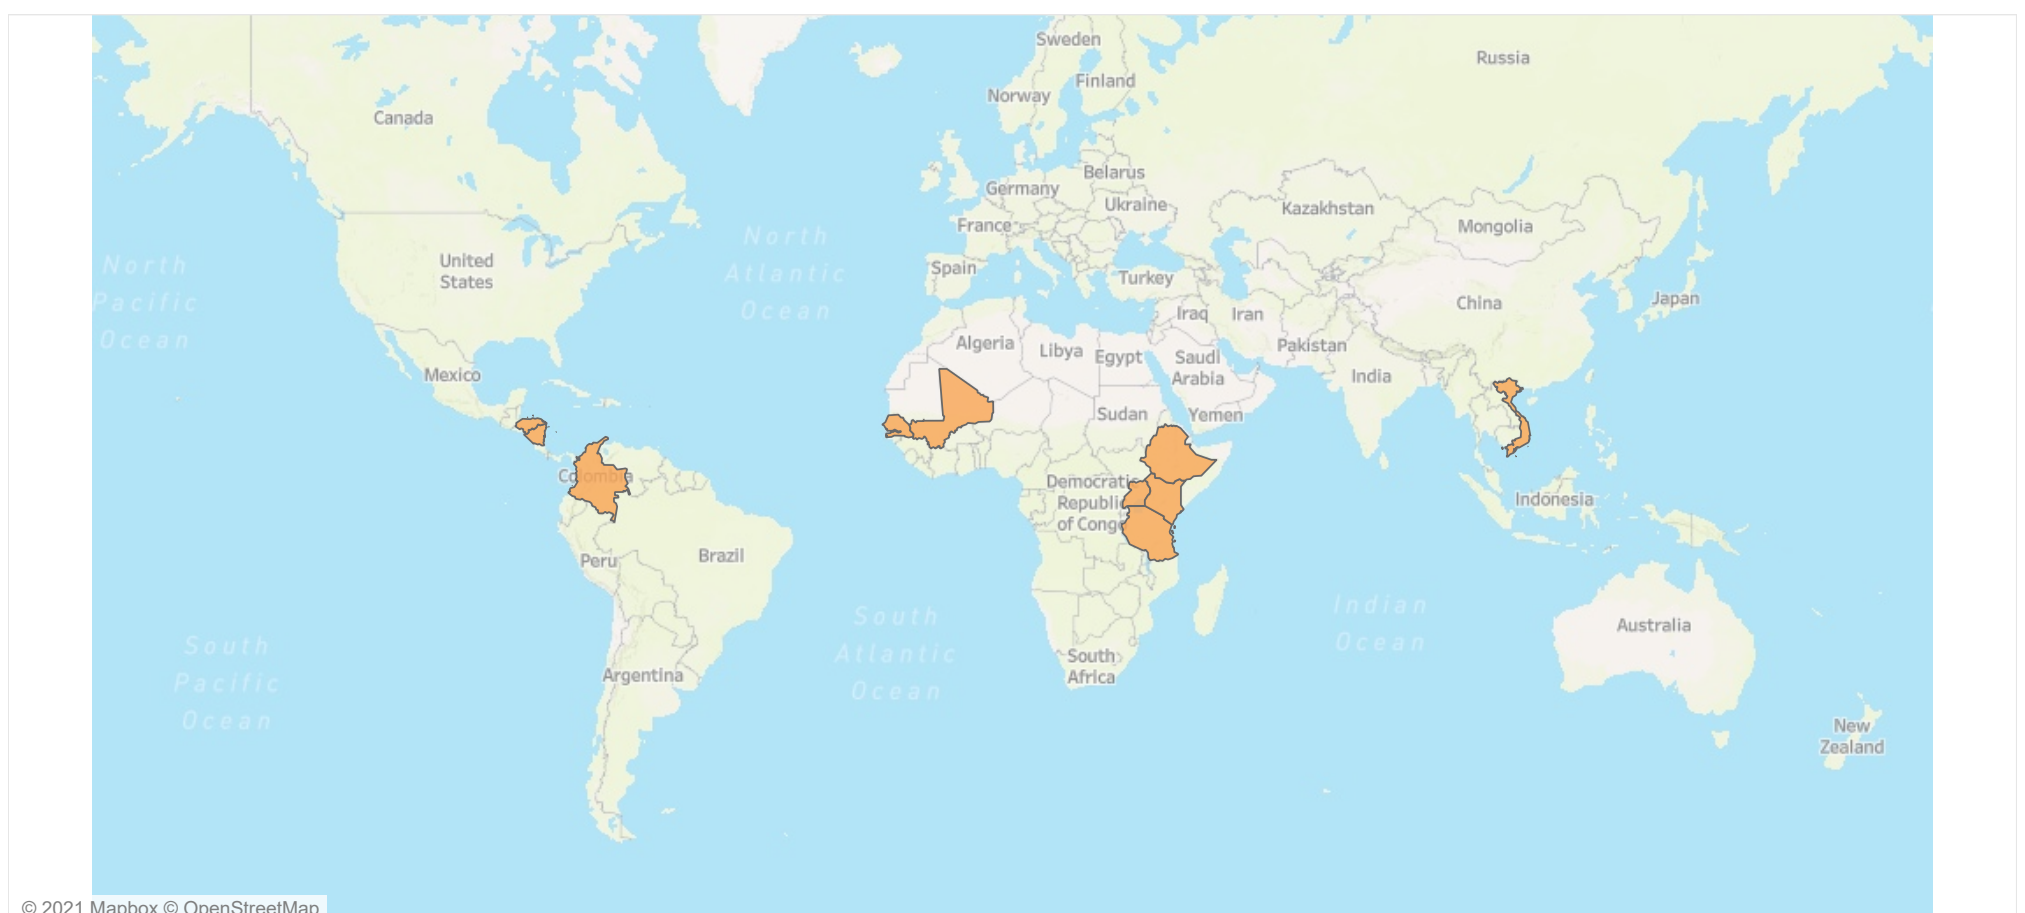 Sweden
Russia
Finland
Norway
Canada
Belarus
Germany
Ukraine
Kazakhstan
France
Mongolia
North
Atlantic
Ocean
North
Pacific
Ocean
United
States
Spain
Turkey
China
Japan
Iraq
Iran
Algeria
Libya
Egypt
Pakistan
Saudi
Arabia
India
Mexico
Sudan
Yemen
Colombia
Democratic
Republic
of Congo
Indonesia
Peru
Brazil
South
Atlantic
Ocean
Indian
Ocean
Australia
South
Pacific
Ocean
South
Africa
Argentina
New
Zealand
© 2021 Mapbox © OpenStreetMap